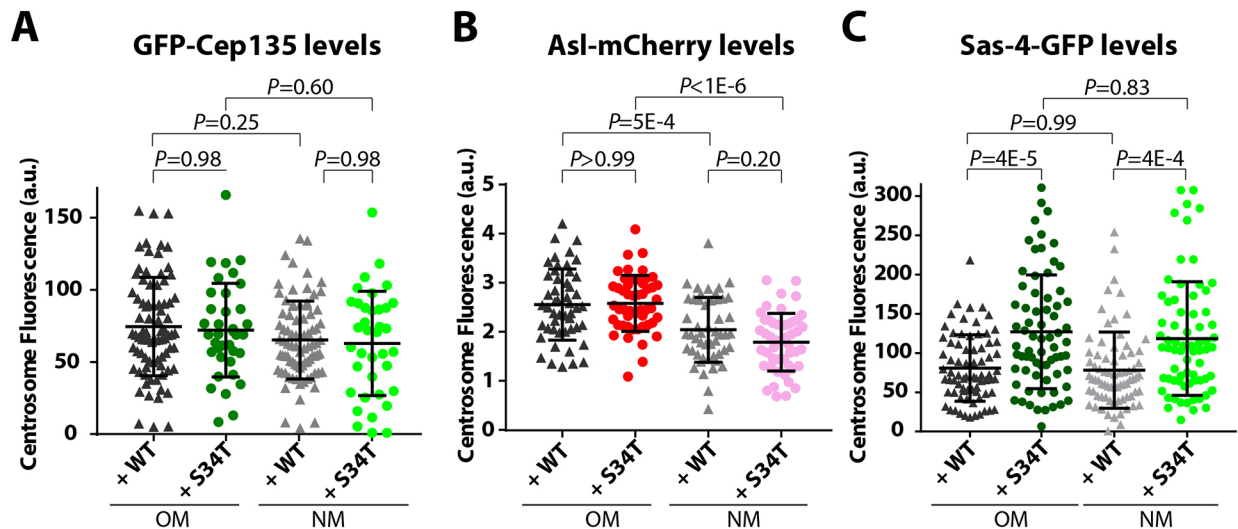 A
GFP-Cep135 levels
P=0.60
P=0.25
P=0.98
P=0.98
Centrosome Fluorescence (a.u.)
150
100
50
0
+ WT
+ S34T
+ WT
+ S34T
OM
NM
B
Asl-mCherry levels
P<1E-6
P=5E-4
P>0.99
P=0.20
Centrosome Fluorescence (a.u.)
5
4
3
2
1
0
+ WT
+ S34T
+ WT
+ S34T
OM
NM
C
Sas-4-GFP levels
P=0.83
P=0.99
P=4E-5
P=4E-4
Centrosome Fluorescence (a.u.)
300
250
200
150
100
50
0
+ WT
+ S34T
+ WT
+ S34T
OM
NM